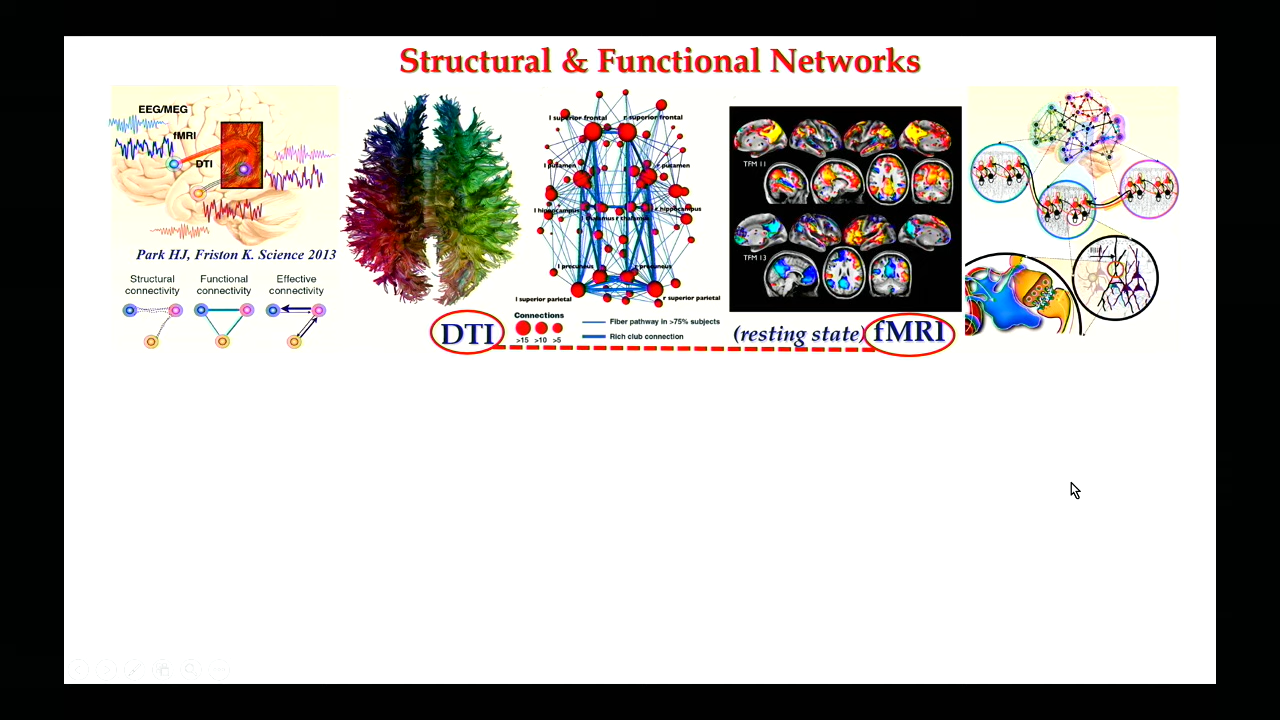 Structural & Functional Networks
EEG/MEG
fMRI
DTI
Park HJ, Friston K. Science 2013
Structural connectivity
Functional connectivity
Effective connectivity
l superior frontal
r superior frontal
l putamen
r putamen
l hippocampus
r hippocampus
l thalamus
r thalamus
l precuneus
r precuneus
l superior parietal
r superior parietal
DTI
Connections
>15 >10 >5
Fiber pathway in >75% subjects
Rich club connection
TFM 11
TFM 13
(resting state) fMRI